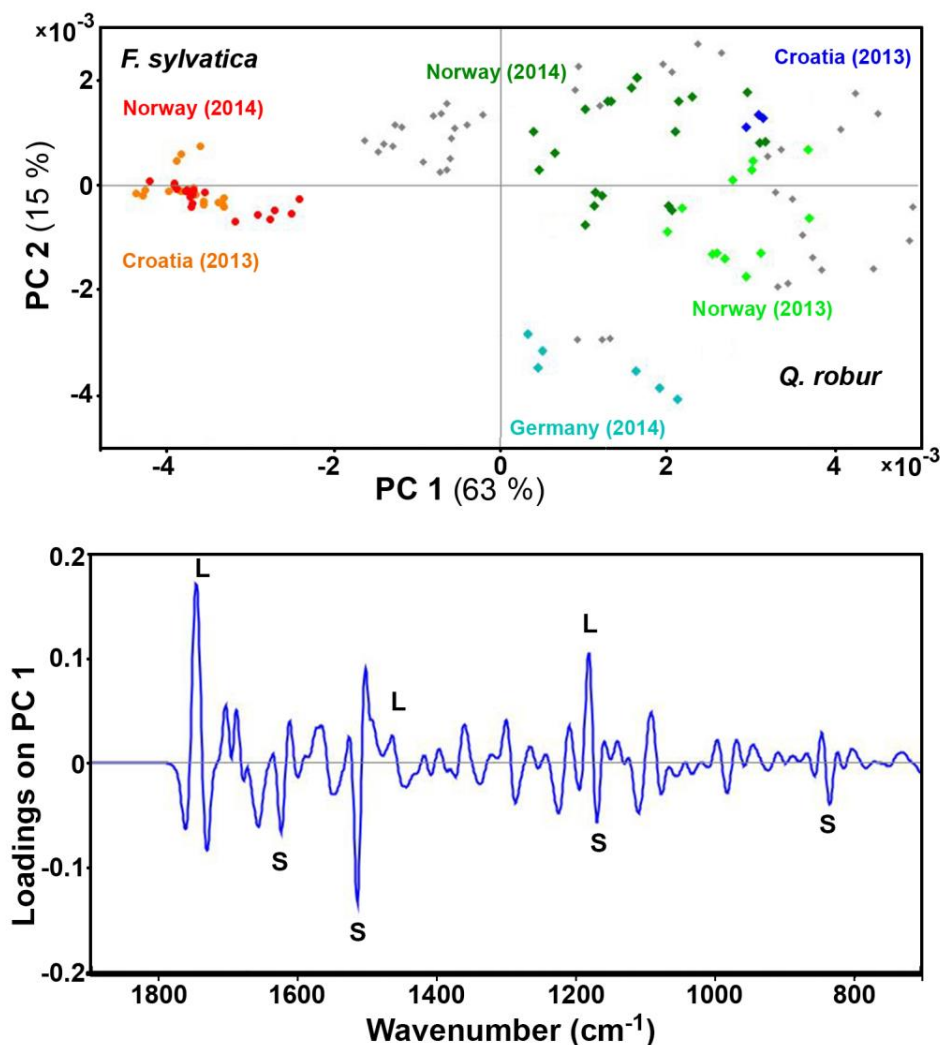 ×10⁻³
F. sylvatica
Norway (2014)
Croatia (2013)
Norway (2014)
2
0
-2
-4
PC 2 (15 %)
Croatia (2013)
Norway (2013)
Q. robur
Germany (2014)
-4
-2
0
2
4
×10⁻³
PC 1 (63 %)
0.2
0.1
0
-0.1
-0.2
Loadings on PC 1
L
L
L
S
S
S
S
1800
1600
1400
1200
1000
800
Wavenumber (cm⁻¹)